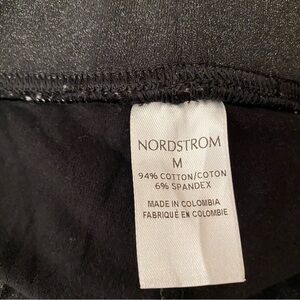 NORDSTROM
M
94% COTTON/COTON
6% SPANDEX
MADE IN COLOMBIA
FABRIQUÉ EN COLOMBIE